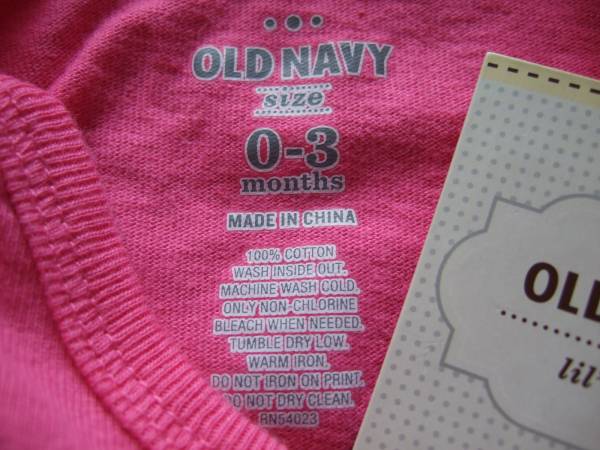 OLD NAVY
size
0-3
months
MADE IN CHINA
100% COTTON
WASH INSIDE OUT.
MACHINE WASH COLD.
ONLY NON-CHLORINE
BLEACH WHEN NEEDED.
TUMBLE DRY LOW.
WARM IRON.
DO NOT IRON ON PRINT.
DO NOT DRY CLEAN.
RN54023
OLD
lil-